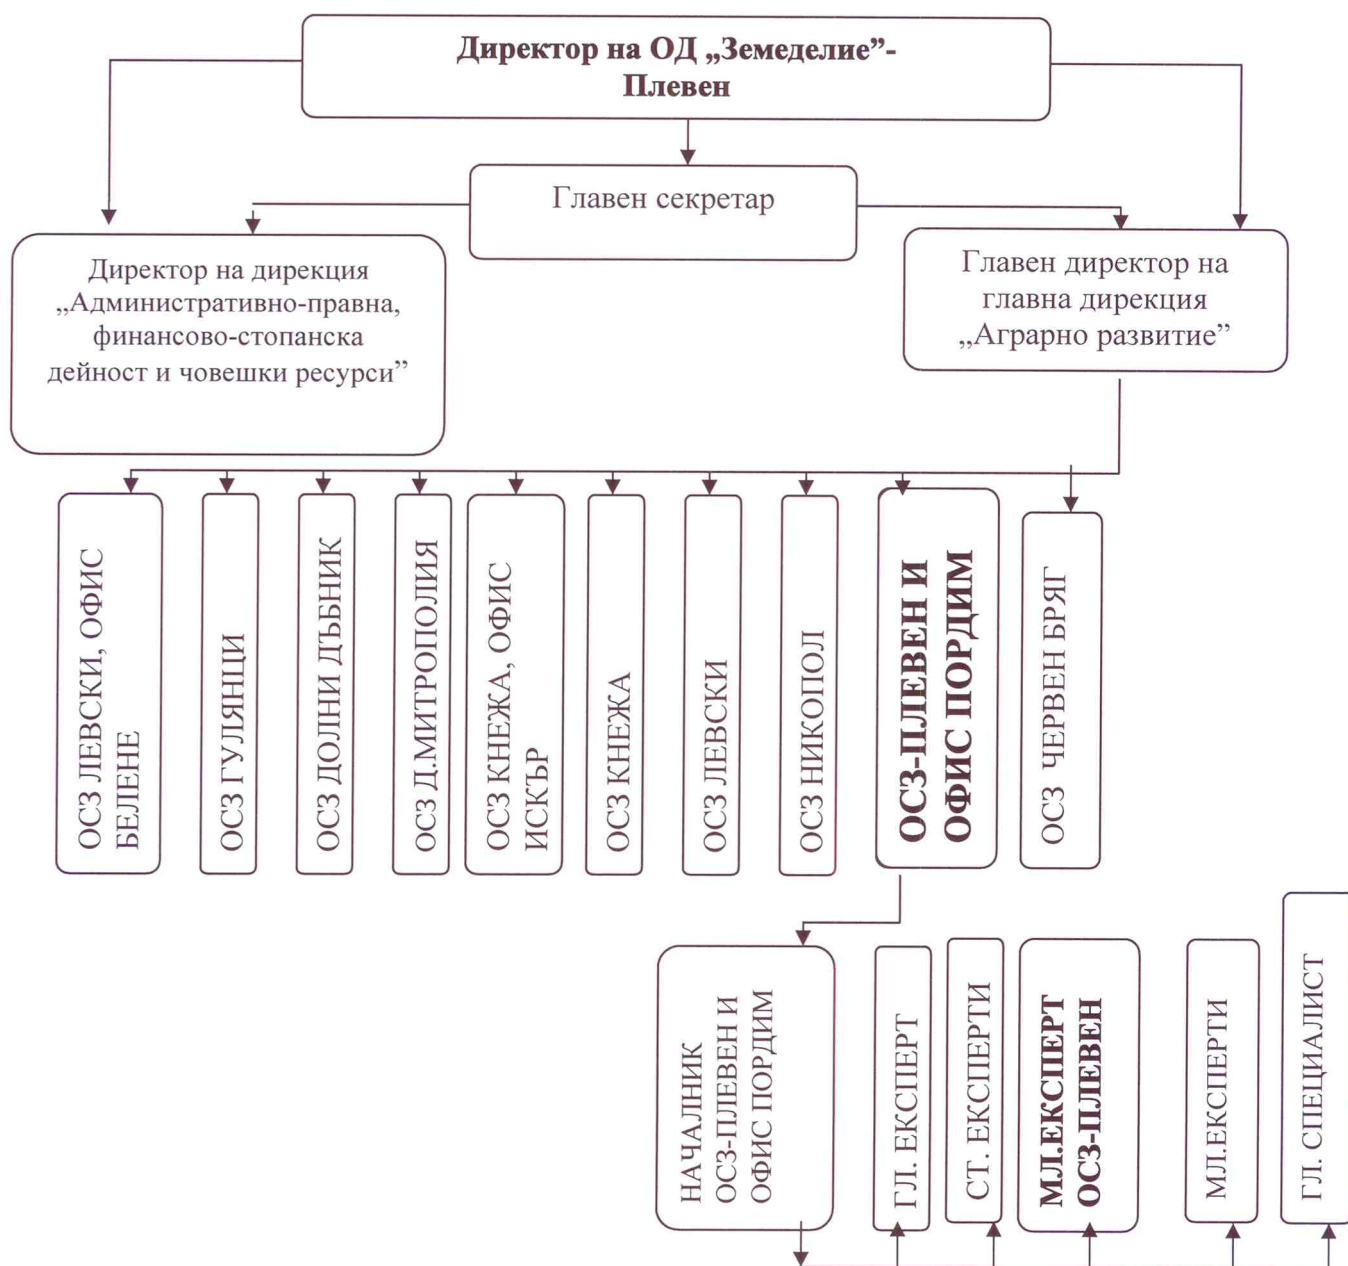 Директор на ОД „Земеделие”-
Плевен
Главен секретар
Директор на дирекция
„Административно-правна,
финансово-стопанска
дейност и човешки ресурси”
Главен директор на
главна дирекция
„Аграрно развитие”
ОСЗ ЛЕВСКИ, ОФИС
БЕЛЕНЕ
ОСЗ ГУЛЯНЦИ
ОСЗ ДОЛНИ ДЪБНИК
ОСЗ Д.МИТРОПОЛИЯ
ОСЗ КНЕЖА, ОФИС
ИСКЪР
ОСЗ КНЕЖА
ОСЗ ЛЕВСКИ
ОСЗ НИКОПОЛ
ОСЗ-ПЛЕВЕН И
ОФИС ПОРДИМ
ОСЗ ЧЕРВЕН БРЯГ
НАЧАЛНИК
ОСЗ-ПЛЕВЕН И
ОФИС ПОРДИМ
ГЛ. ЕКСПЕРТ
СТ. ЕКСПЕРТИ
МЛ.ЕКСПЕРТ
ОСЗ-ПЛЕВЕН
МЛ.ЕКСПЕРТИ
ГЛ. СПЕЦИАЛИСТ